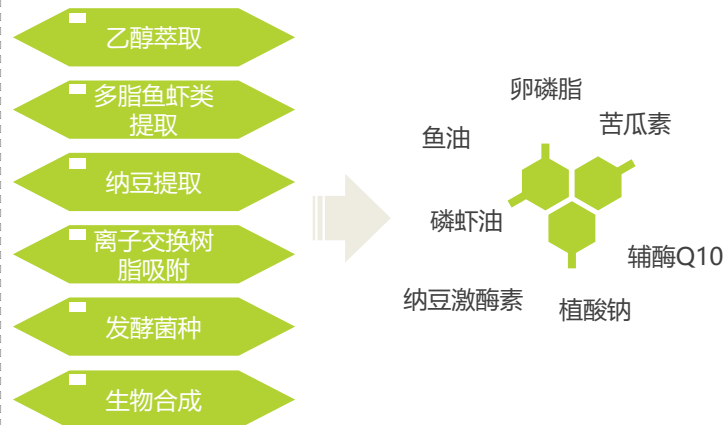 乙醇萃取
多脂鱼虾类
提取
纳豆提取
离子交换树
脂吸附
发酵菌种
生物合成
卵磷脂
苦瓜素
鱼油
磷虾油
辅酶Q10
纳豆激酶素
植酸钠